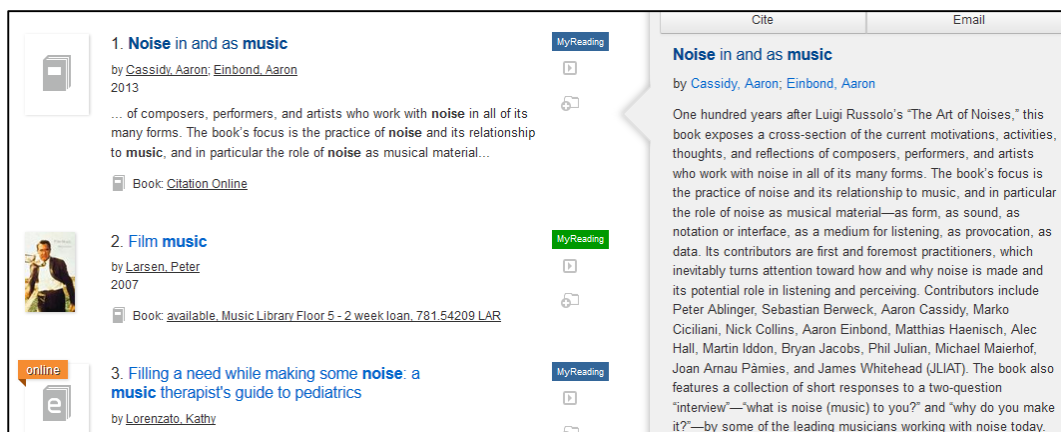 1. Noise in and as music
MyReading
by Cassidy, Aaron; Einbond, Aaron
2013
... of composers, performers, and artists who work with noise in all of its
many forms. The book's focus is the practice of noise and its relationship
to music, and in particular the role of noise as musical material...
Book: Citation Online
2. Film music
MyReading
by Larsen, Peter
2007
Book: available, Music Library Floor 5 - 2 week loan, 781.54209 LAR
online
e
3. Filling a need while making some noise: a
music therapist's guide to pediatrics
MyReading
by Lorenzato, Kathy
Cite
Email
Noise in and as music
by Cassidy, Aaron; Einbond, Aaron
One hundred years after Luigi Russolo's “The Art of Noises,” this
book exposes a cross-section of the current motivations, activities,
thoughts, and reflections of composers, performers, and artists
who work with noise in all of its many forms. The book's focus is
the practice of noise and its relationship to music, and in particular
the role of noise as musical material—as form, as sound, as
notation or interface, as a medium for listening, as provocation, as
data. Its contributors are first and foremost practitioners, which
inevitably turns attention toward how and why noise is made and
its potential role in listening and perceiving. Contributors include
Peter Ablinger, Sebastian Berweck, Aaron Cassidy, Marko
Ciciliani, Nick Collins, Aaron Einbond, Matthias Haenisch, Alec
Hall, Martin Iddon, Bryan Jacobs, Phil Julian, Michael Maierhof,
Joan Arnau Pàmies, and James Whitehead (JLIAT). The book also
features a collection of short responses to a two-question
“interview”—“what is noise (music) to you?” and “why do you make
it?”—by some of the leading musicians working with noise today.